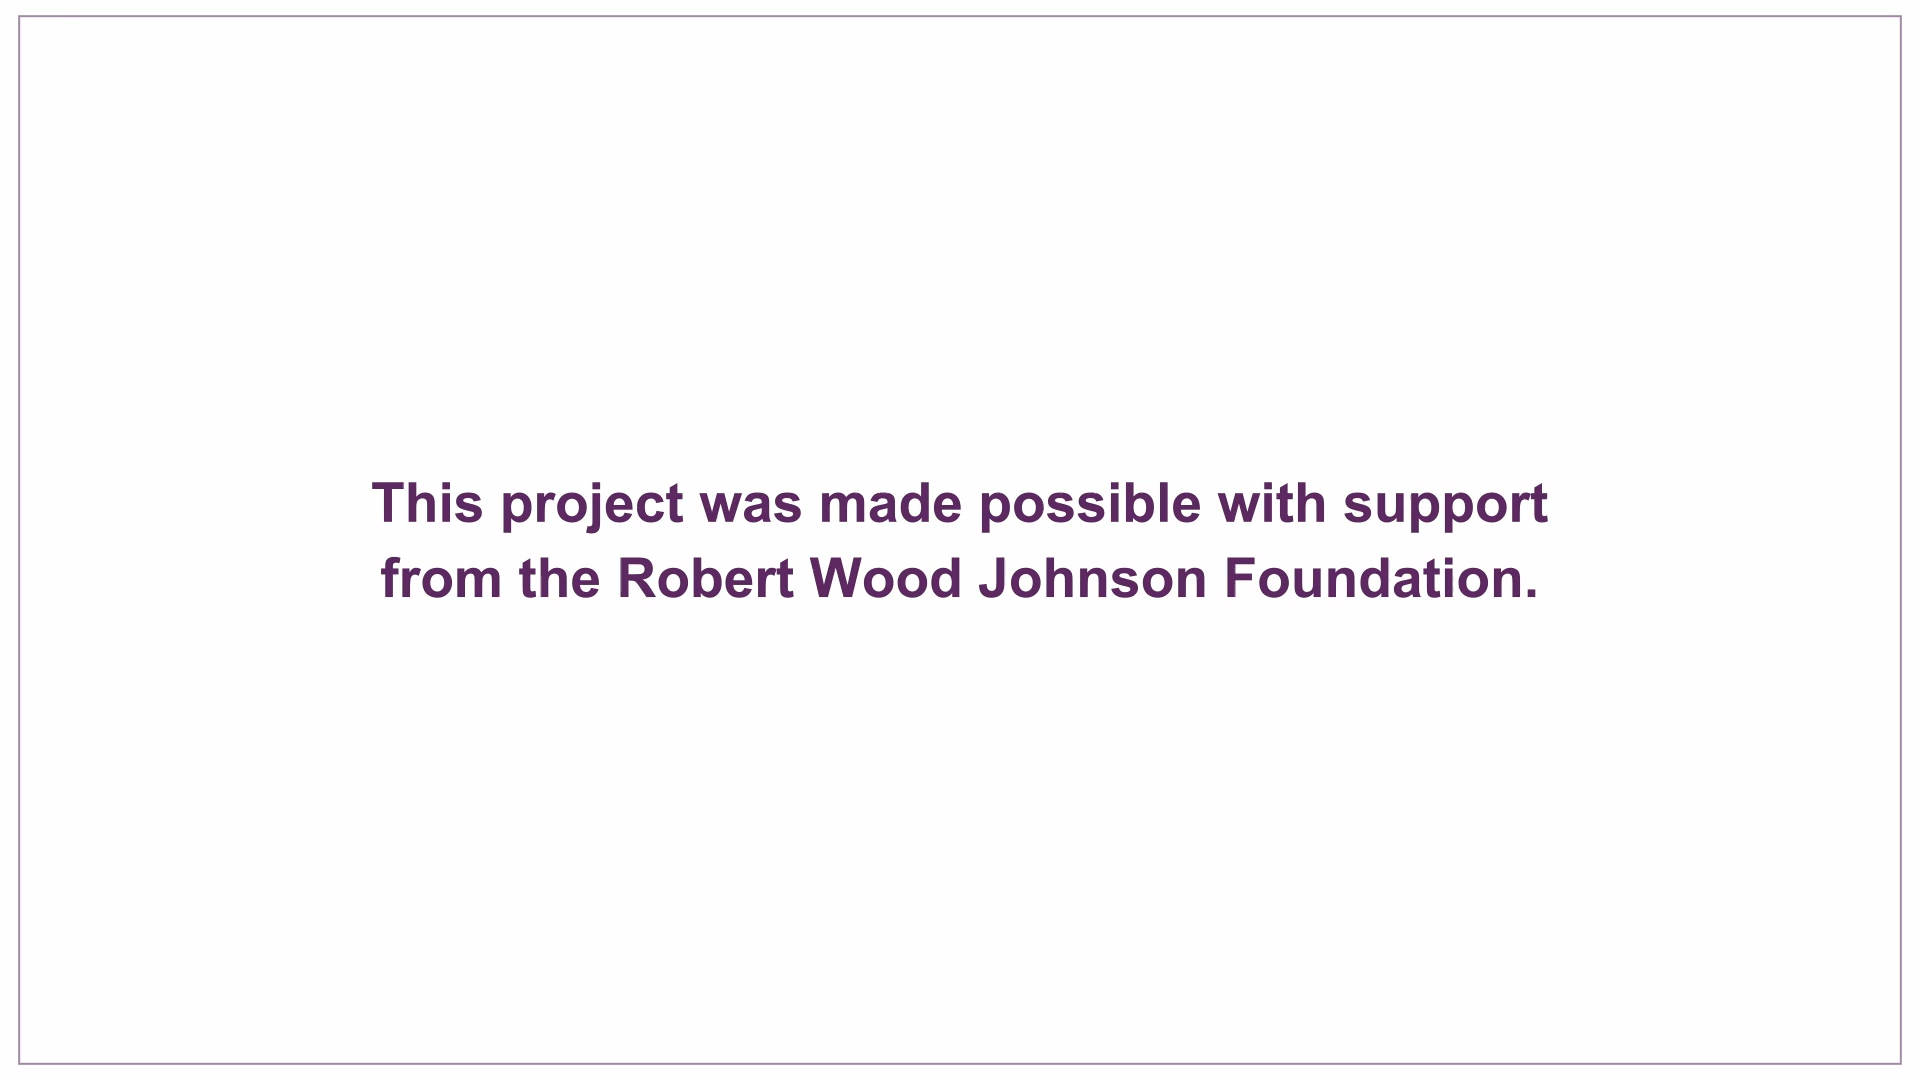 This project was made possible with support
from the Robert Wood Johnson Foundation.